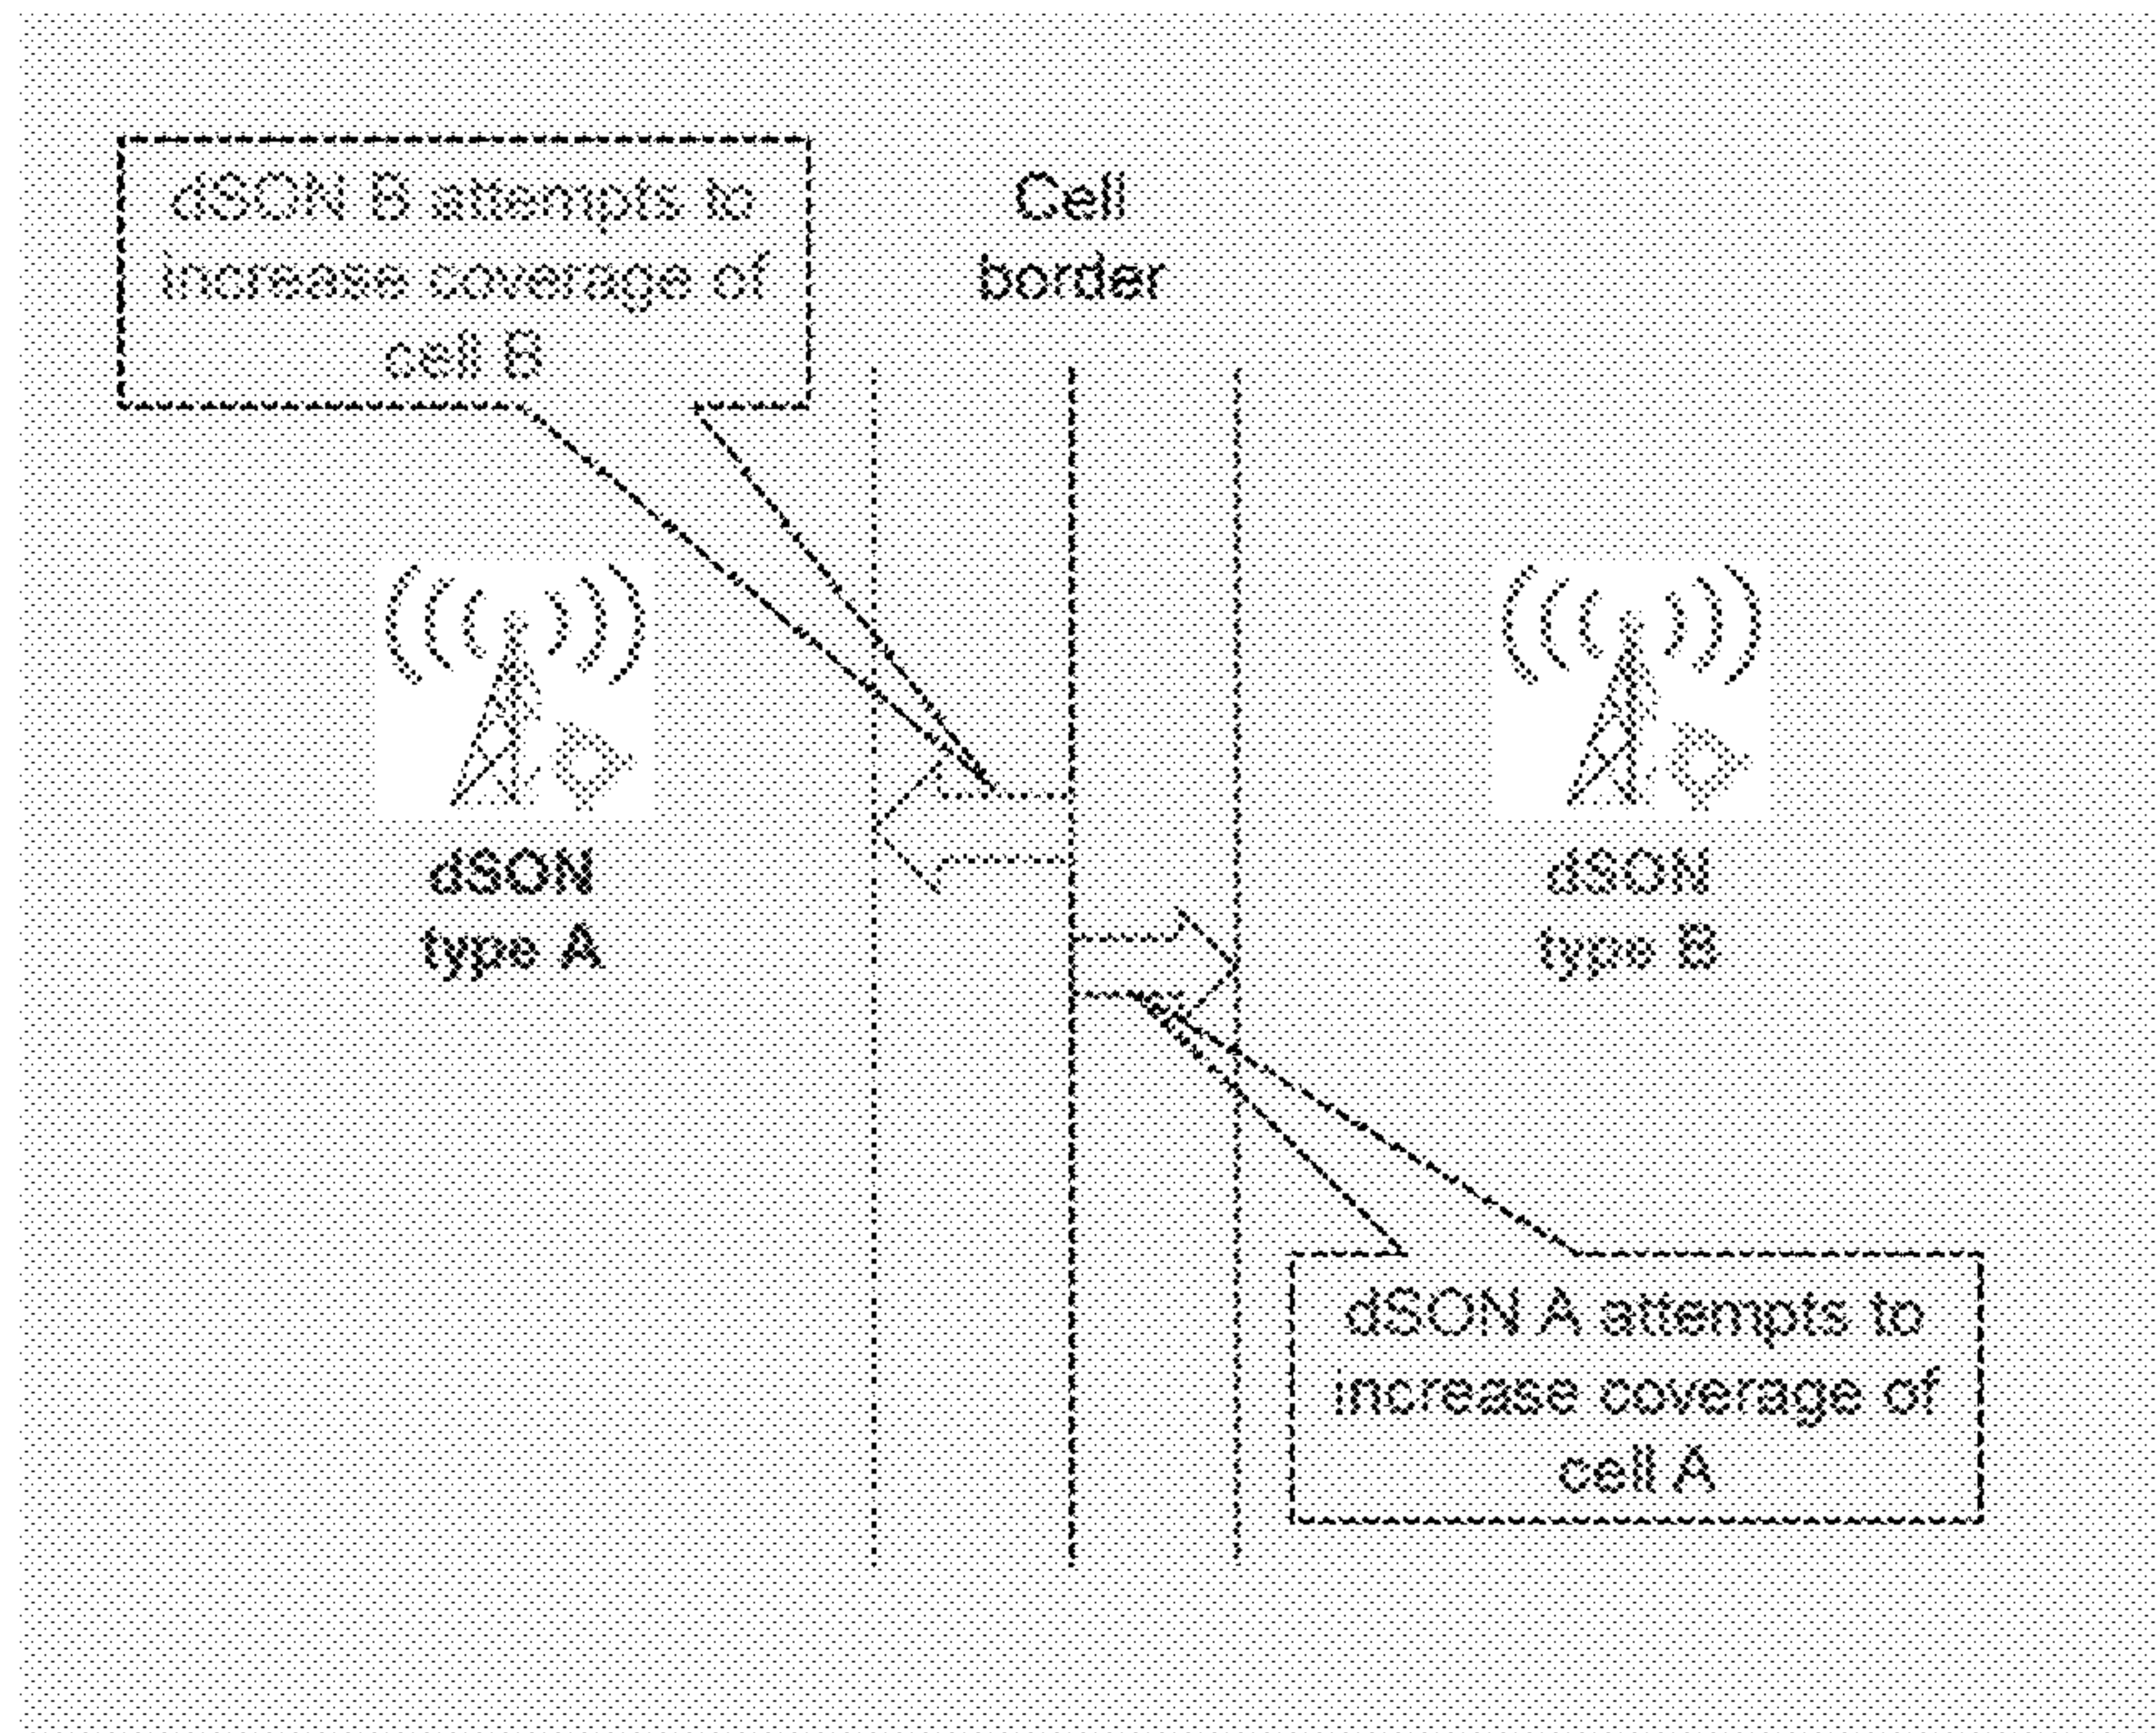 dSON B attempts to
increase coverage of
cell B
Cell
border
dSON
type A
dSON
type B
dSON A attempts to
increase coverage of
cell A